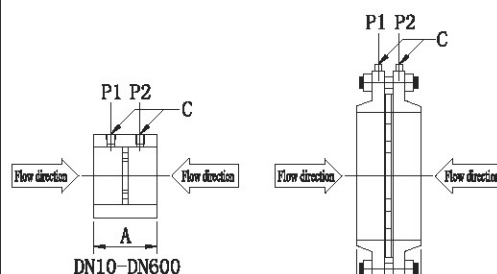 P1 P2
C
P1 P2
C
Flow direction
Flow direction
Flow direction
Flow direction
A
DN10-DN600